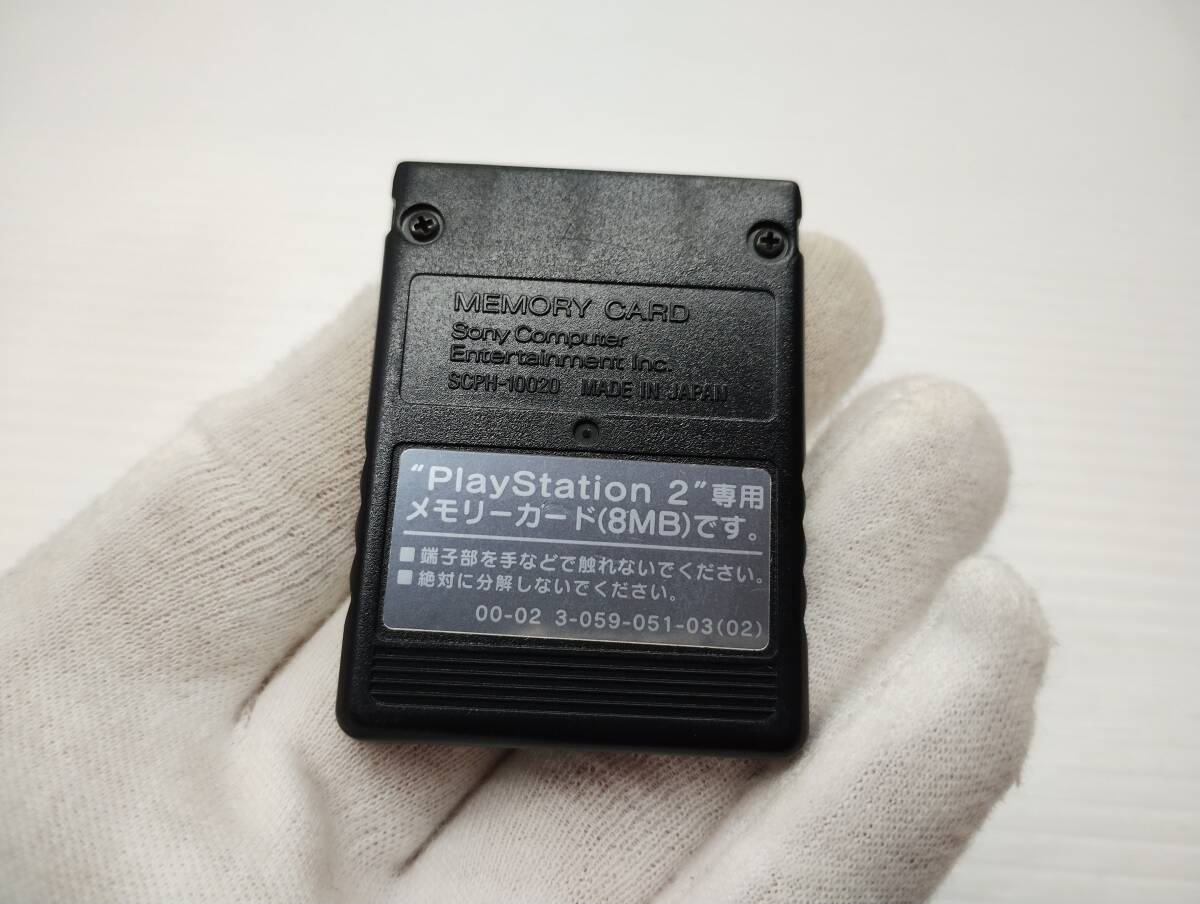 MEMORY CARD
Sony Computer
Entertainment Inc.
SCPH-10020 MADE IN JAPAN
“PlayStation 2”専用
メモリーカード(8MB)です。
■ 端子部を手などで触れないでください。
■ 絶対に分解しないでください。
00-02 3-059-051-03(02)